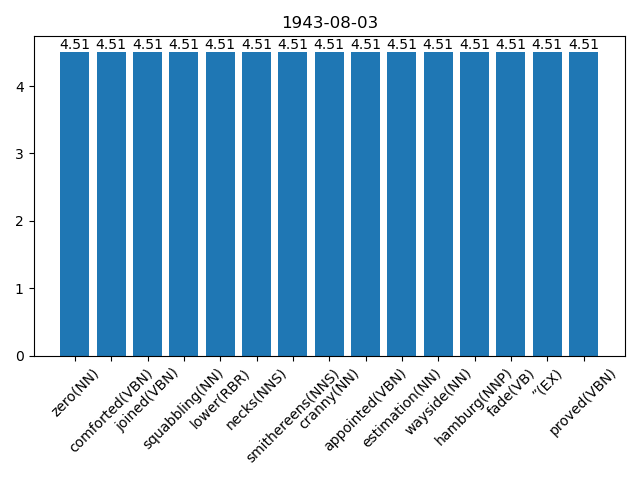 1943-08-03
4.51 4.51 4.51 4.51 4.51 4.51 4.51 4.51 4.51 4.51 4.51 4.51 4.51 4.51 4.51
4
3
2
1
0
zero(NN)
comforted(VBN)
joined(VBN)
squabbling(NN)
lower(RBR)
necks(NNS)
smithereens(NNS)
cranny(NN)
appointed(VBN)
estimation(NN)
wayside(NN)
hamburg(NNP)
fade(VB)
"(EX)
proved(VBN)